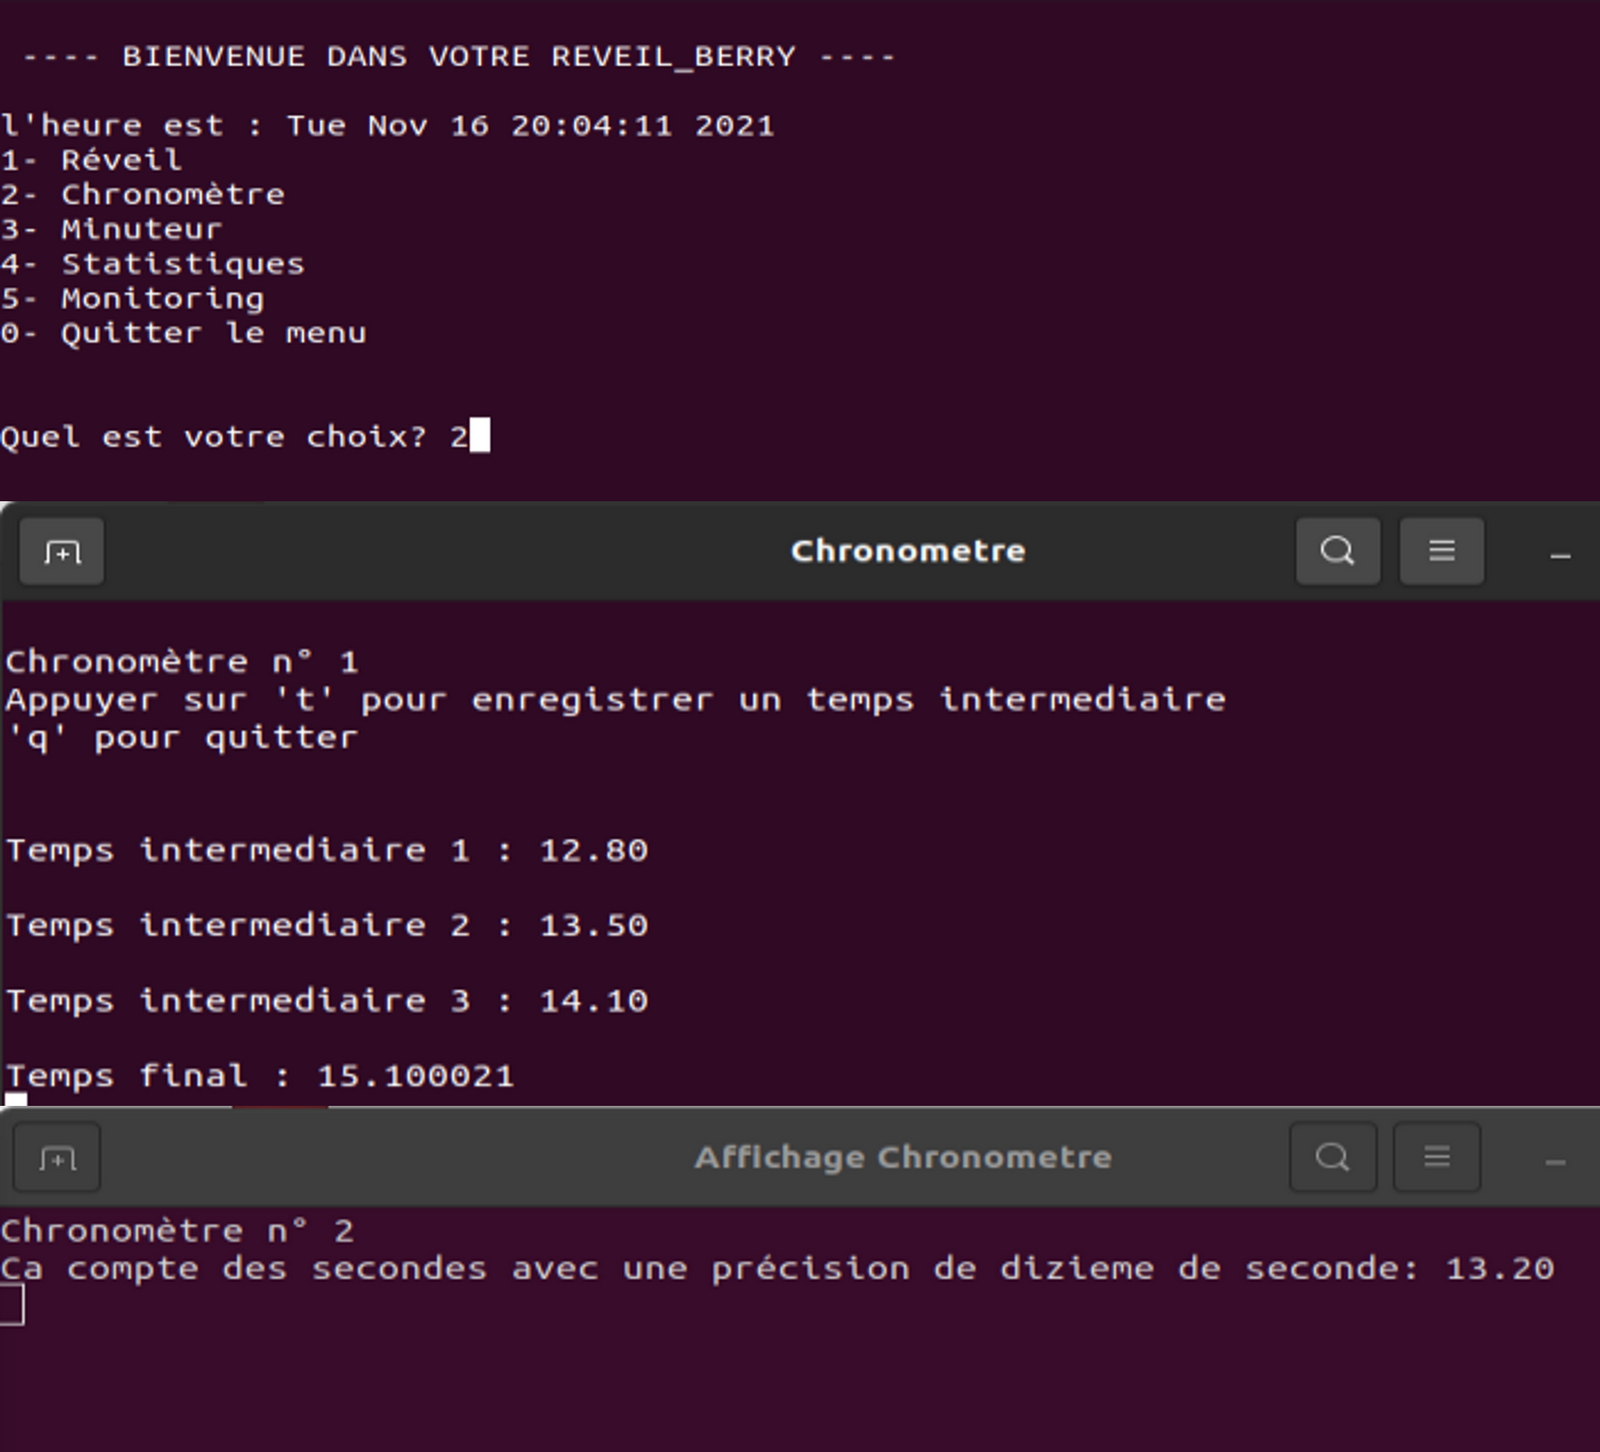 ---- BIENVENUE DANS VOTRE REVEIL_BERRY ----
l'heure est : Tue Nov 16 20:04:11 2021
1- Réveil
2- Chronomètre
3- Minuteur
4- Statistiques
5- Monitoring
0- Quitter le menu
Quel est votre choix? 2
Chronometre
Chronomètre n° 1
Appuyer sur 't' pour enregistrer un temps intermediaire
'q' pour quitter
Temps intermediaire 1 : 12.80
Temps intermediaire 2 : 13.50
Temps intermediaire 3 : 14.10
Temps final : 15.100021
Affichage Chronometre
Chronomètre n° 2
Ca compte des secondes avec une précision de dizieme de seconde: 13.20